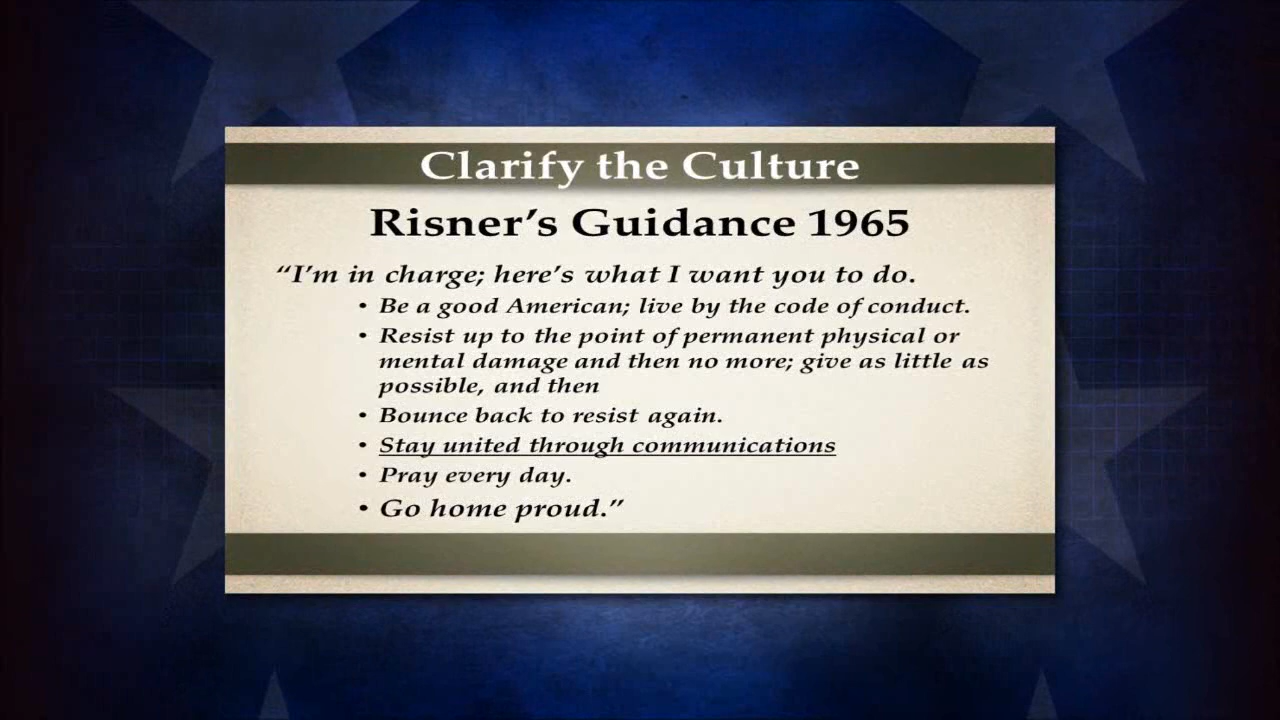 Clarify the Culture
Risner’s Guidance 1965
“I’m in charge; here’s what I want you to do.
• Be a good American; live by the code of conduct.
• Resist up to the point of permanent physical or
mental damage and then no more; give as little as
possible, and then
• Bounce back to resist again.
• Stay united through communications
• Pray every day.
• Go home proud.”